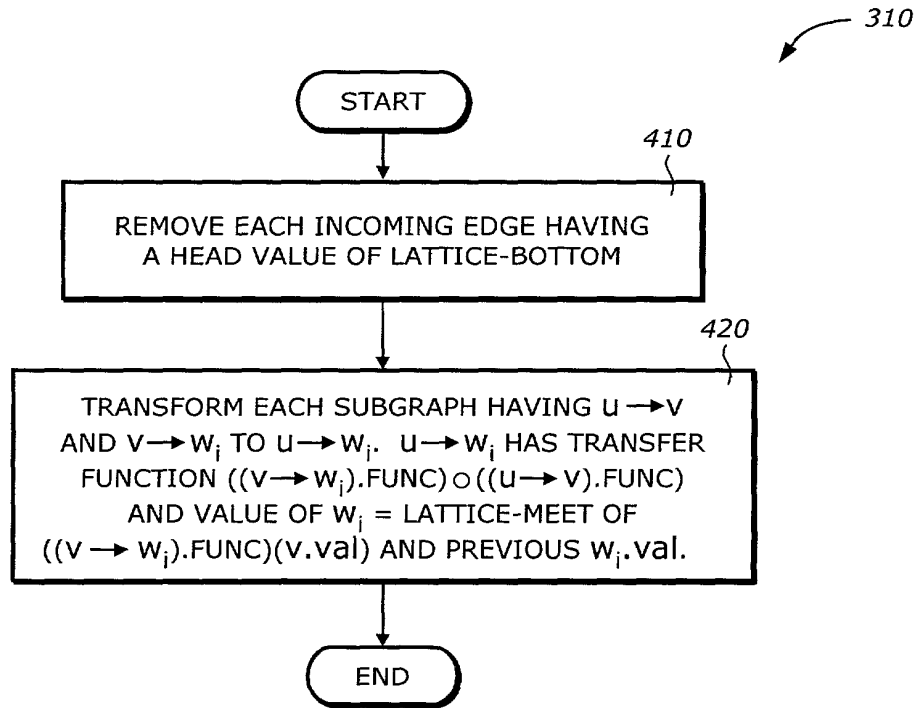 310
START
410
REMOVE EACH INCOMING EDGE HAVING
A HEAD VALUE OF LATTICE-BOTTOM
420
TRANSFORM EACH SUBGRAPH HAVING u→v
AND v→wᵢ TO u→wᵢ. u→wᵢ HAS TRANSFER
FUNCTION ((v→wᵢ).FUNC)○((u→v).FUNC)
AND VALUE OF wᵢ = LATTICE-MEET OF
((v→wᵢ).FUNC)(v.val) AND PREVIOUS wᵢ.val.
END